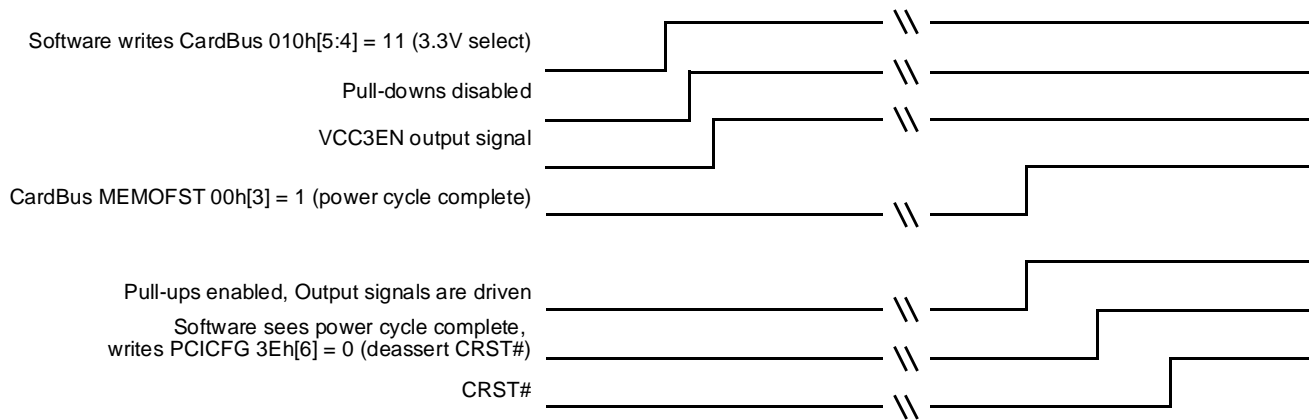 Software writes CardBus 010h[5:4] = 11 (3.3V select)
Pull-downs disabled
VCC3EN output signal
CardBus MEMOFST 00h[3] = 1 (power cycle complete)
Pull-ups enabled, Output signals are driven
Software sees power cycle complete,
writes PCICFG 3Eh[6] = 0 (deassert CRST#)
CRST#